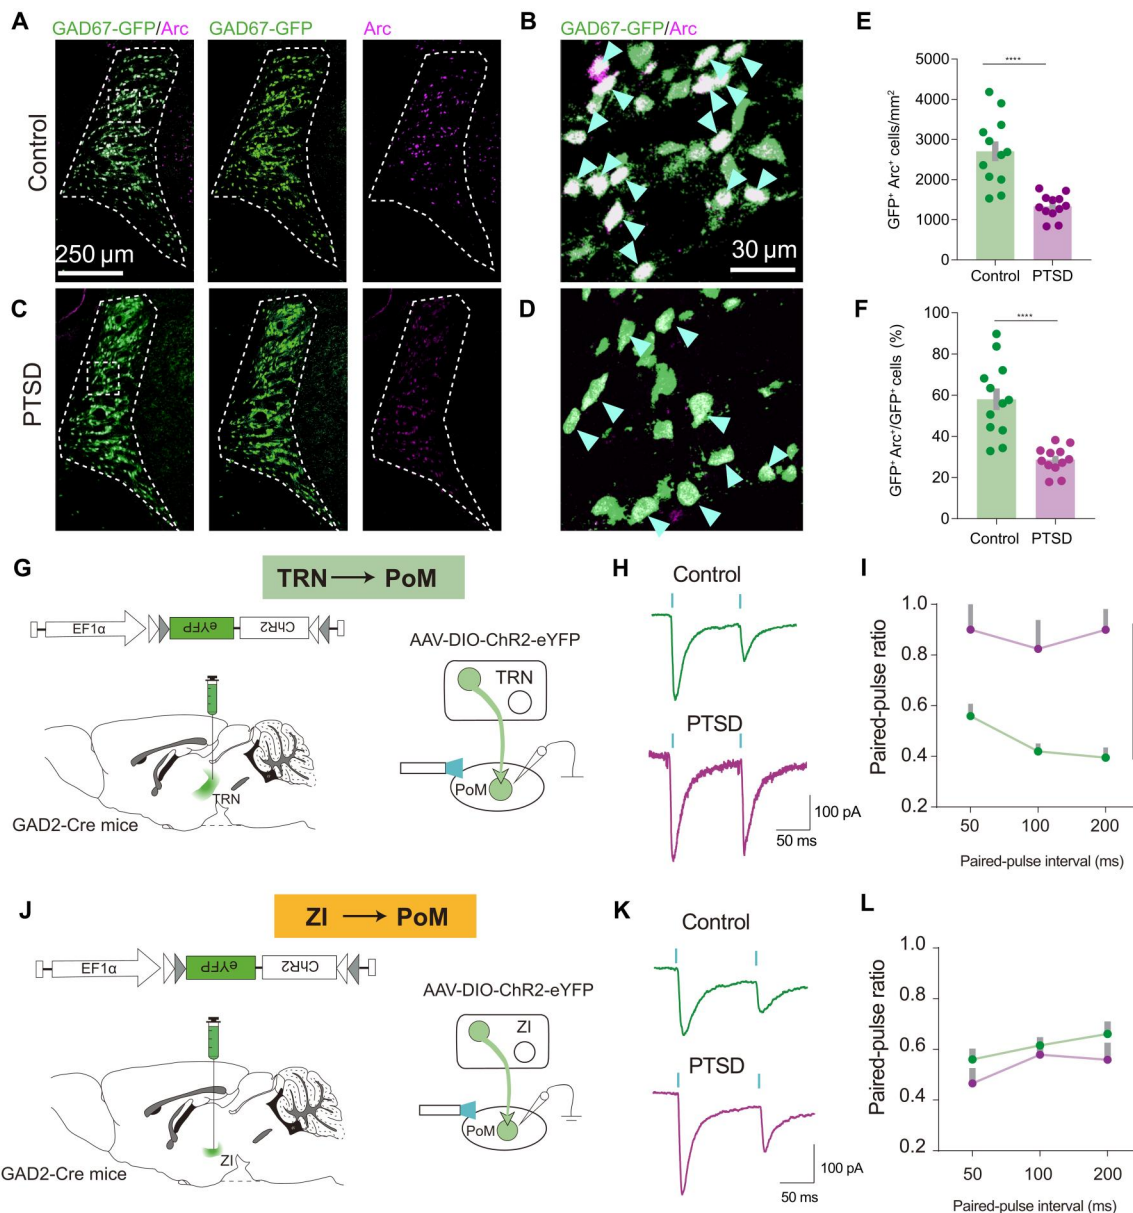 A
GAD67-GFP/Arc
GAD67-GFP
Arc
Control
250 µm
B
GAD67-GFP/Arc
30 µm
C
PTSD
D
E
****
GFP⁺ Arc⁺ cells/mm²
5000
4000
3000
2000
1000
0
Control
PTSD
F
****
GFP⁺ Arc⁺/GFP⁺ cells (%)
100
80
60
40
20
0
Control
PTSD
G
TRN → PoM
EF1α
eYFP
ChR2
TRN
GAD2-Cre mice
AAV-DIO-ChR2-eYFP
TRN
PoM
H
Control
PTSD
100 pA
50 ms
I
Paired-pulse ratio
1.0
0.8
0.6
0.4
0.2
50
100
200
Paired-pulse interval (ms)
J
ZI → PoM
EF1α
eYFP
ChR2
ZI
GAD2-Cre mice
AAV-DIO-ChR2-eYFP
ZI
PoM
K
Control
PTSD
100 pA
50 ms
L
Paired-pulse ratio
1.0
0.8
0.6
0.4
0.2
50
100
200
Paired-pulse interval (ms)